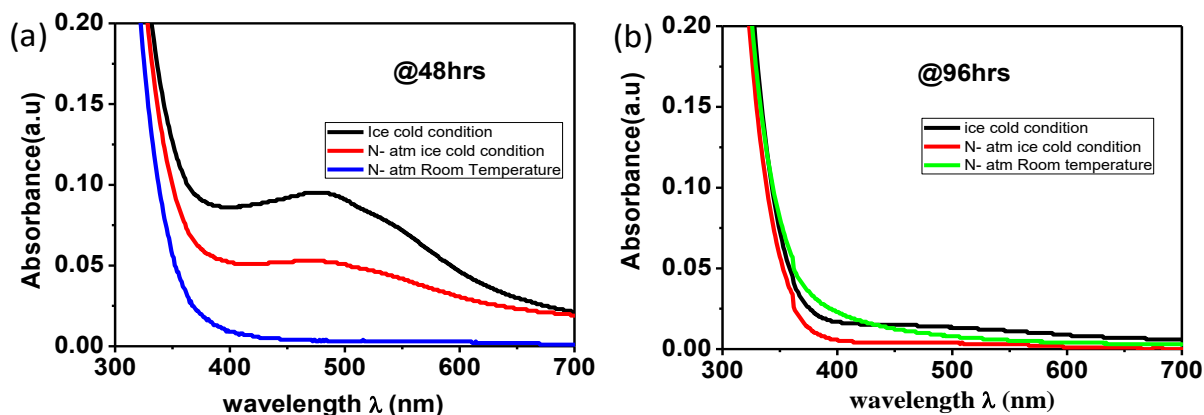 (a)
@48hrs
Ice cold condition
N- atm ice cold condition
N- atm Room Temperature
Absorbance(a.u)
0.20
0.15
0.10
0.05
0.00
300 400 500 600 700
wavelength λ (nm)
(b)
@96hrs
ice cold condition
N- atm ice cold condition
N- atm Room temperature
Absorbance(a.u)
0.20
0.15
0.10
0.05
0.00
300 400 500 600 700
wavelength λ (nm)